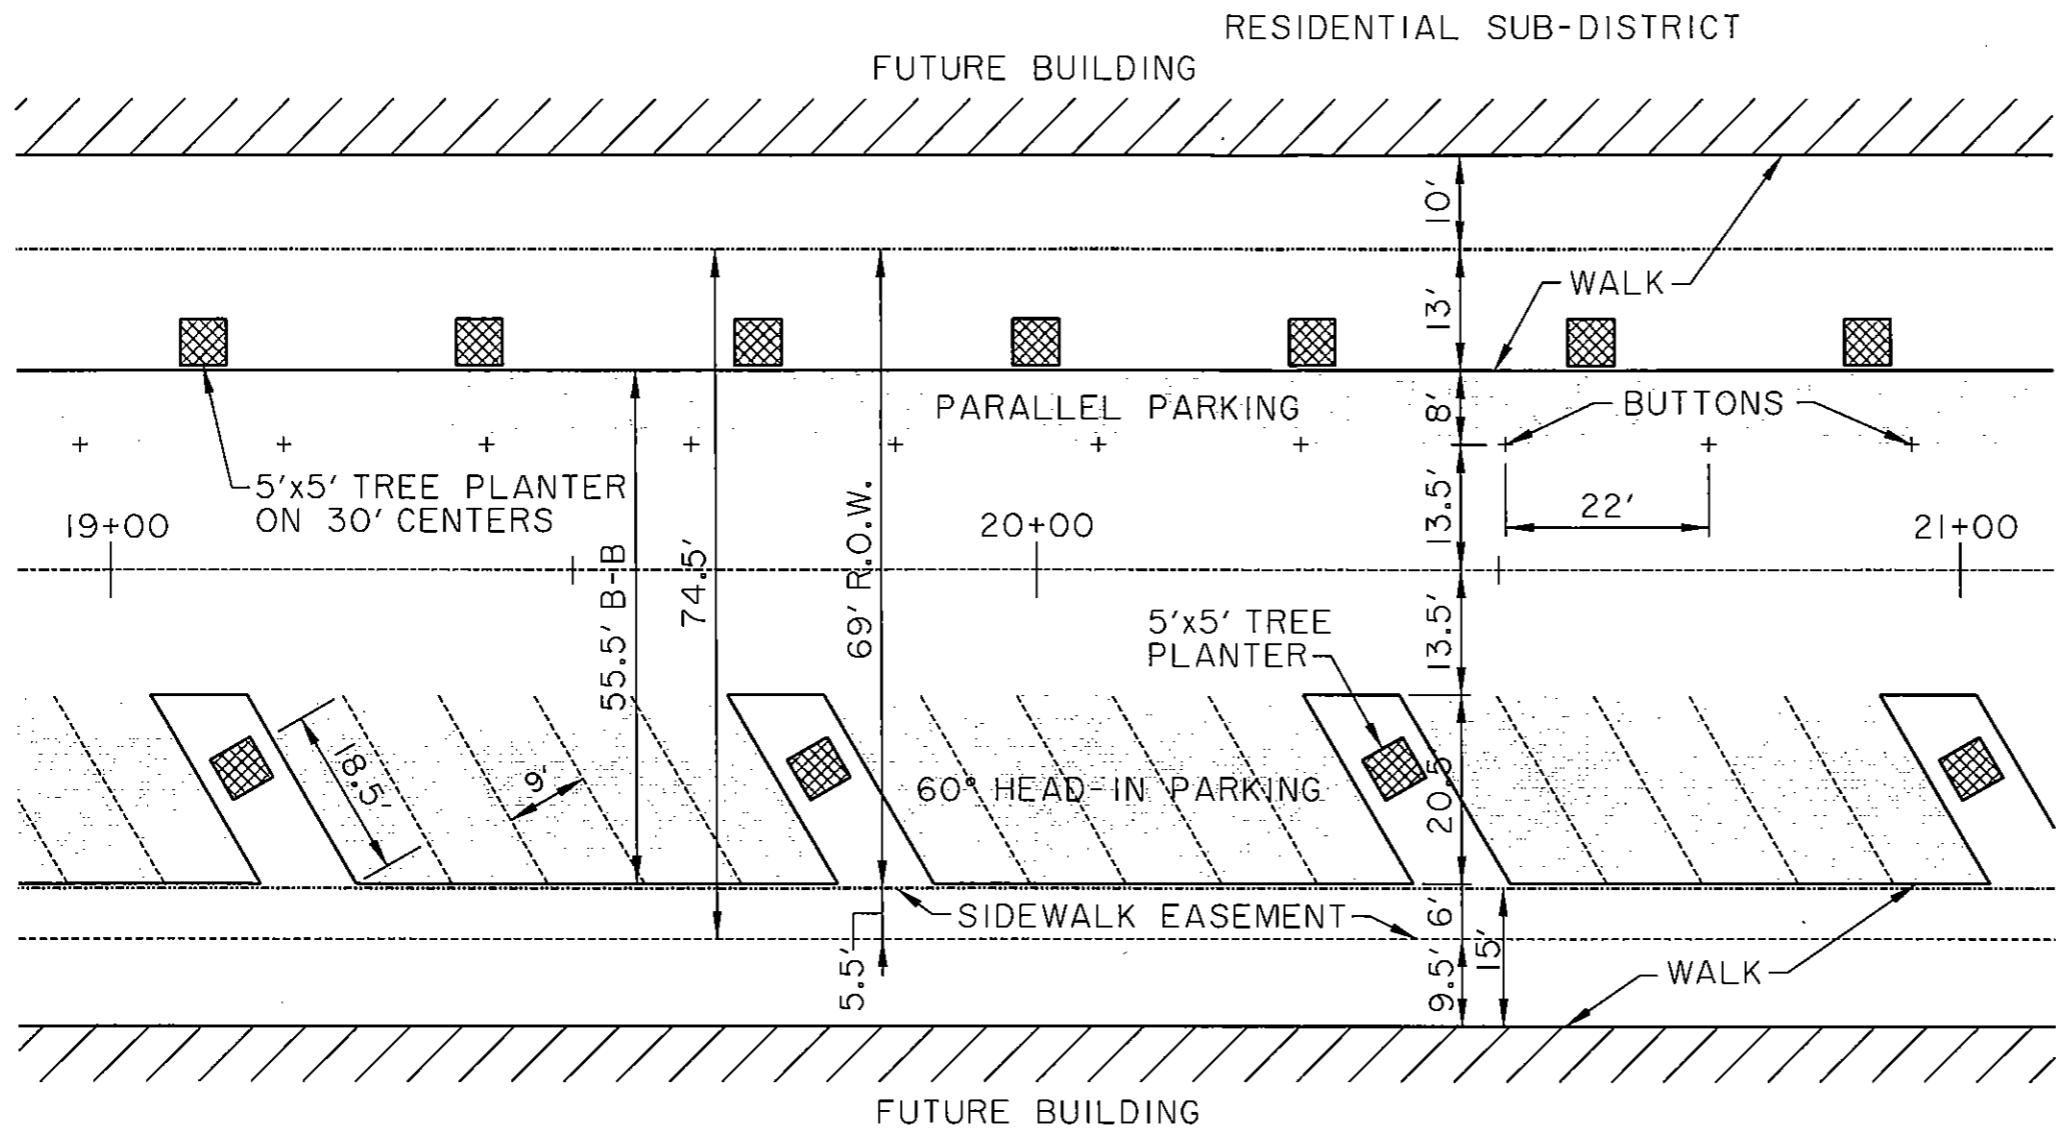 RESIDENTIAL SUB-DISTRICT
FUTURE BUILDING
10'
13'
WALK
PARALLEL PARKING
8'
BUTTONS
5'x5' TREE PLANTER
ON 30' CENTERS
13.5'
22'
19+00
20+00
21+00
55.5' B-B
74.5'
69' R.O.W.
5'x5' TREE
PLANTER
13.5'
18.5'
9'
60° HEAD-IN PARKING
20.5'
SIDEWALK EASEMENT
6'
5.5'
9.5'
15'
WALK
FUTURE BUILDING